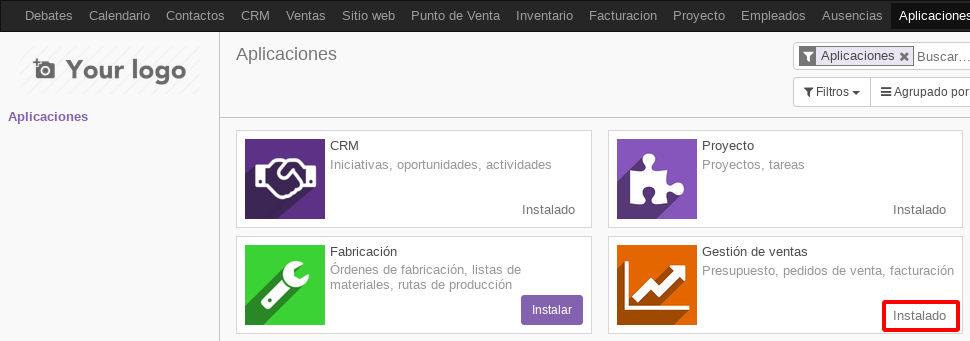 Debates Calendario Contactos CRM Ventas Sitio web Punto de Venta Inventario Facturacion Proyecto Empleados Ausencias Aplicaciones
Your logo
Aplicaciones
Aplicaciones
Aplicaciones Buscar...
Filtros Agrupado por
CRM
Iniciativas, oportunidades, actividades
Instalado
Proyecto
Proyectos, tareas
Instalado
Fabricación
Órdenes de fabricación, listas de
materiales, rutas de producción
Instalar
Gestión de ventas
Presupuesto, pedidos de venta, facturación
Instalado